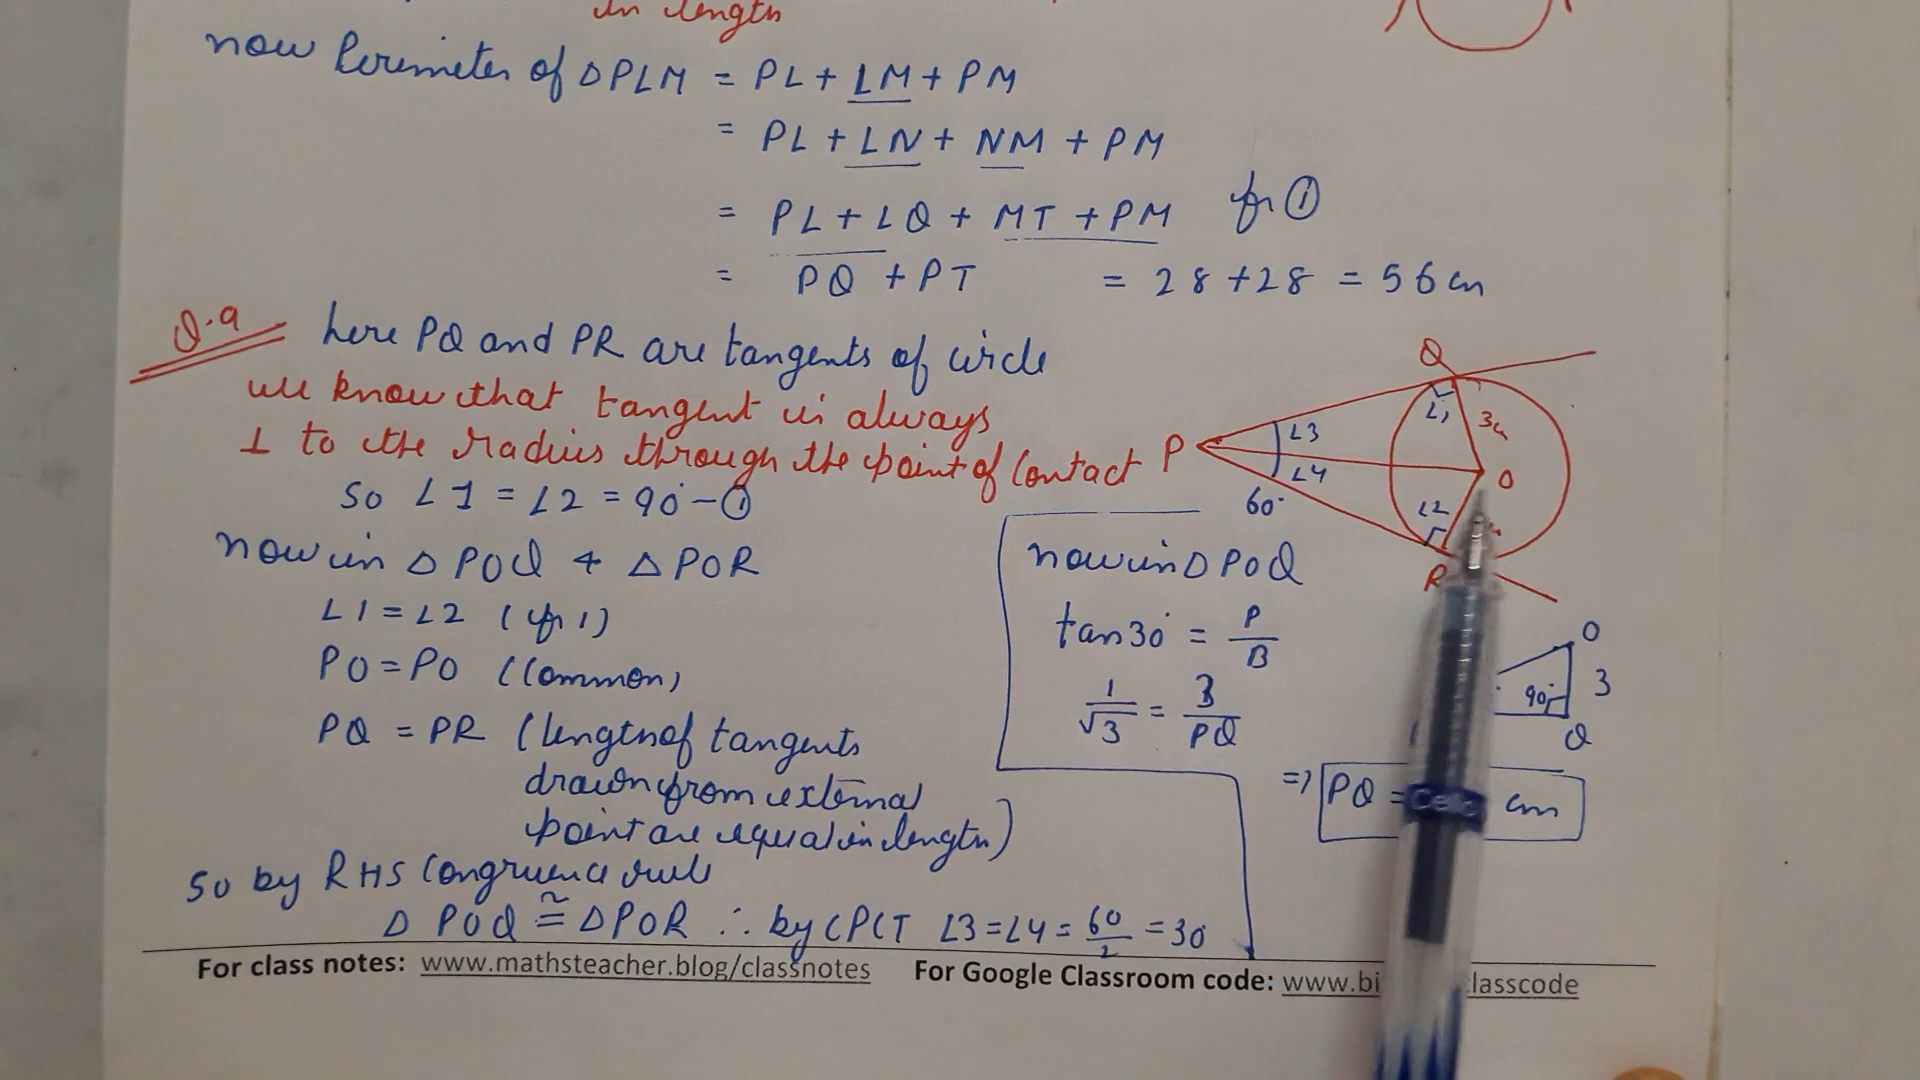 in length
now Perimeter of Δ PLM = PL + LM + PM
= PL + LN + NM + PM
= PL + LQ + MT + PM fr ①
= PQ + PT = 28 + 28 = 56 cm
Q.9 here PQ and PR are tangents of circle
we know that tangent is always
⊥ to the radius through the point of contact
so ∠1 = ∠2 = 90° - ①
now in Δ POQ & Δ POR
∠1 = ∠2 (fr 1)
PO = PO (common)
PQ = PR (length of tangents
drawn from external
point are equal in length)
so by RHS congruence rule
Δ POQ ≅ Δ POR ∴ by CPCT ∠3 = ∠4 = 60/2 = 30
Q
∠1
∠3
P
∠4
O
60°
∠2
R
now in Δ POQ
tan 30° = P/B
1/√3 = 3/PQ
O
3
90°
Q
=> PQ = cm
Cello
For class notes: www.mathsteacher.blog/classnotes For Google Classroom code: www.bi lasscode